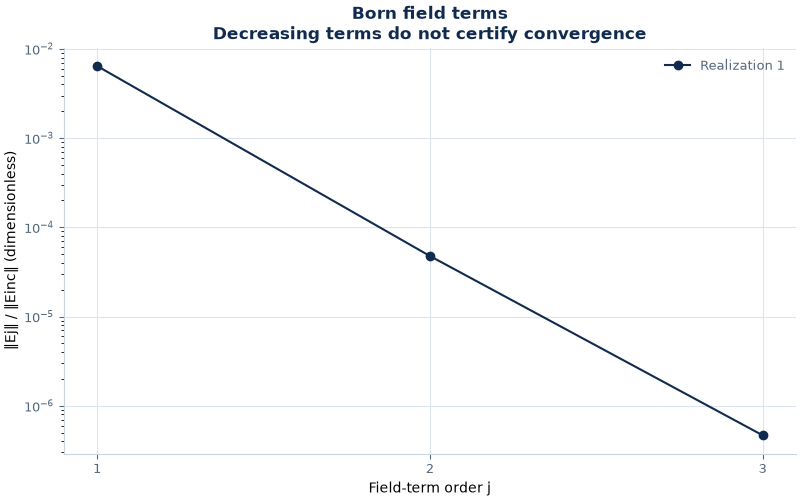 Born field terms
Decreasing terms do not certify convergence
Realization 1
‖Ej‖ / ‖Einc‖ (dimensionless)
10⁻²
10⁻³
10⁻⁴
10⁻⁵
10⁻⁶
1 2 3
Field-term order j